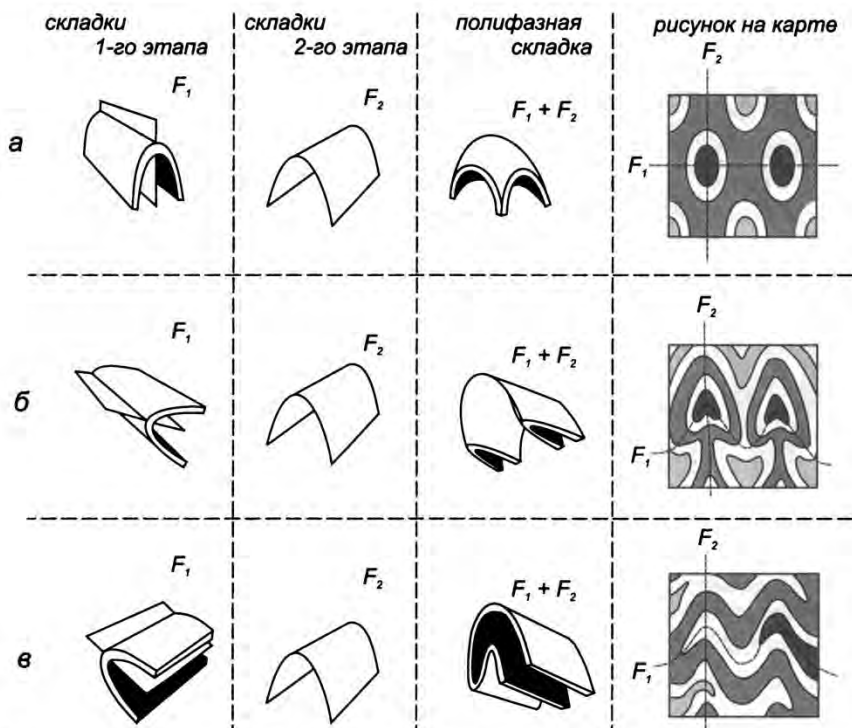 складки
1-го этапа
складки
2-го этапа
полифазная
складка
рисунок на карте
а
F₁
F₂
F₁ + F₂
F₂
F₁
б
F₁
F₂
F₁ + F₂
F₂
F₁
в
F₁
F₂
F₁ + F₂
F₂
F₁